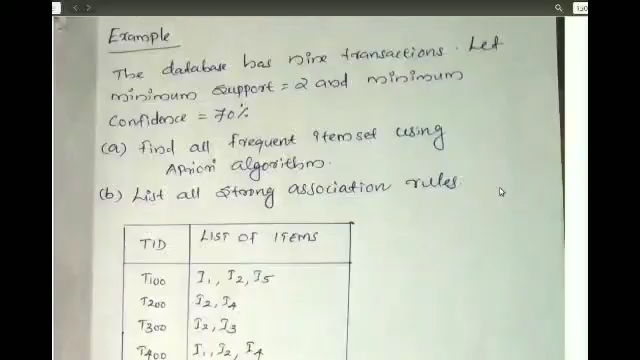 Example
The database has nine transactions. Let
minimum support = 2 and minimum
Confidence = 70%
(a) Find all frequent itemset using
Apriori algorithm.
(b) List all strong association rules.
TID LIST OF ITEMS
T100 I1, I2, I5
T200 I2, I4
T300 I2, I3
T400 I1, I2, I4